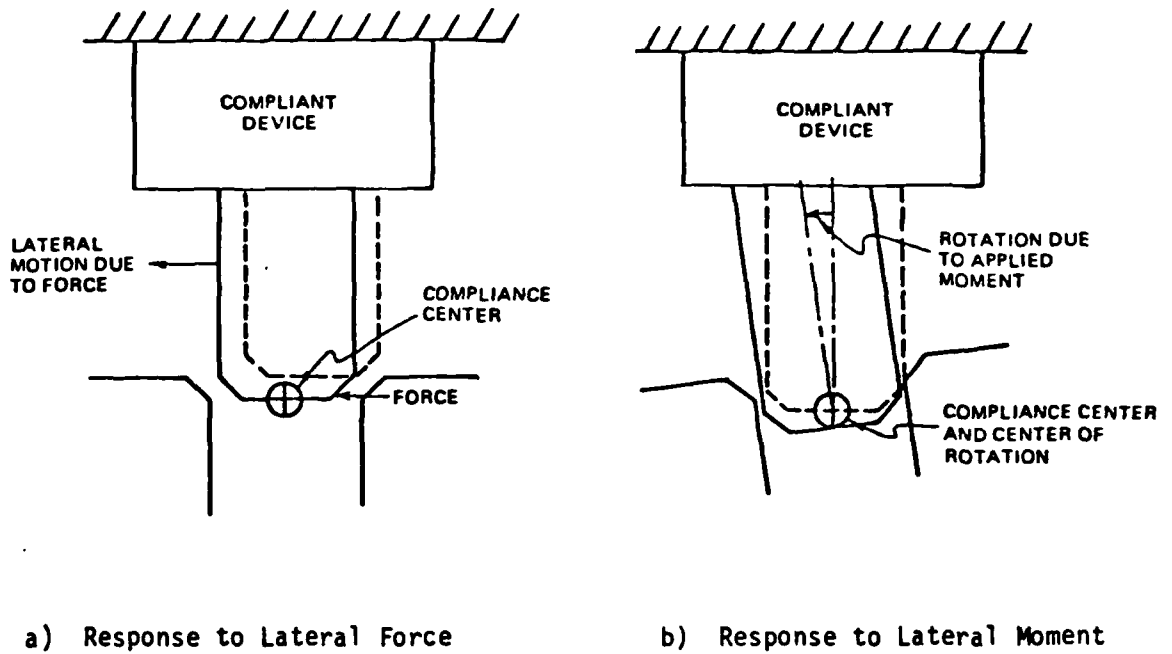 COMPLIANT
DEVICE
LATERAL
MOTION DUE
TO FORCE
COMPLIANCE
CENTER
FORCE
a) Response to Lateral Force
COMPLIANT
DEVICE
ROTATION DUE
TO APPLIED
MOMENT
COMPLIANCE CENTER
AND CENTER OF
ROTATION
b) Response to Lateral Moment